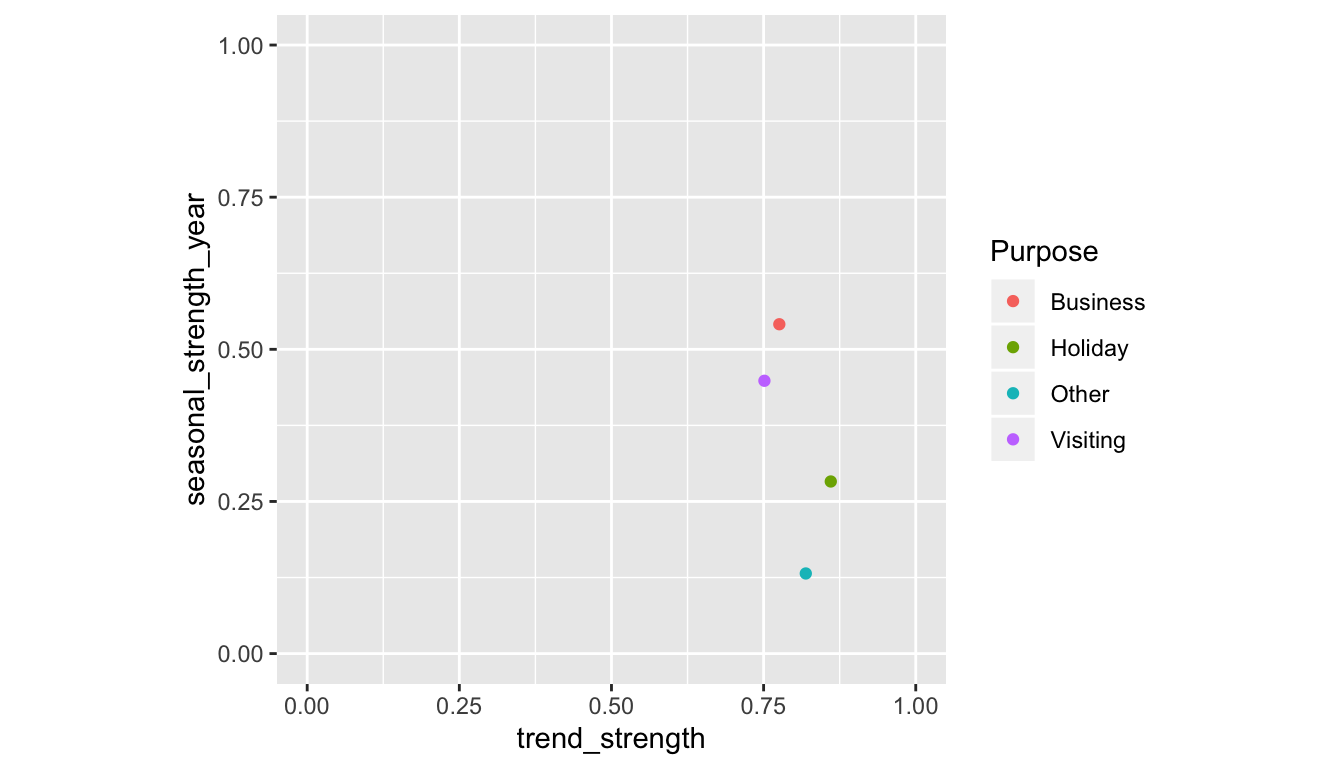 1.00
0.75
0.50
0.25
0.00
seasonal_strength_year
0.00 0.25 0.50 0.75 1.00
trend_strength
Purpose
Business
Holiday
Other
Visiting